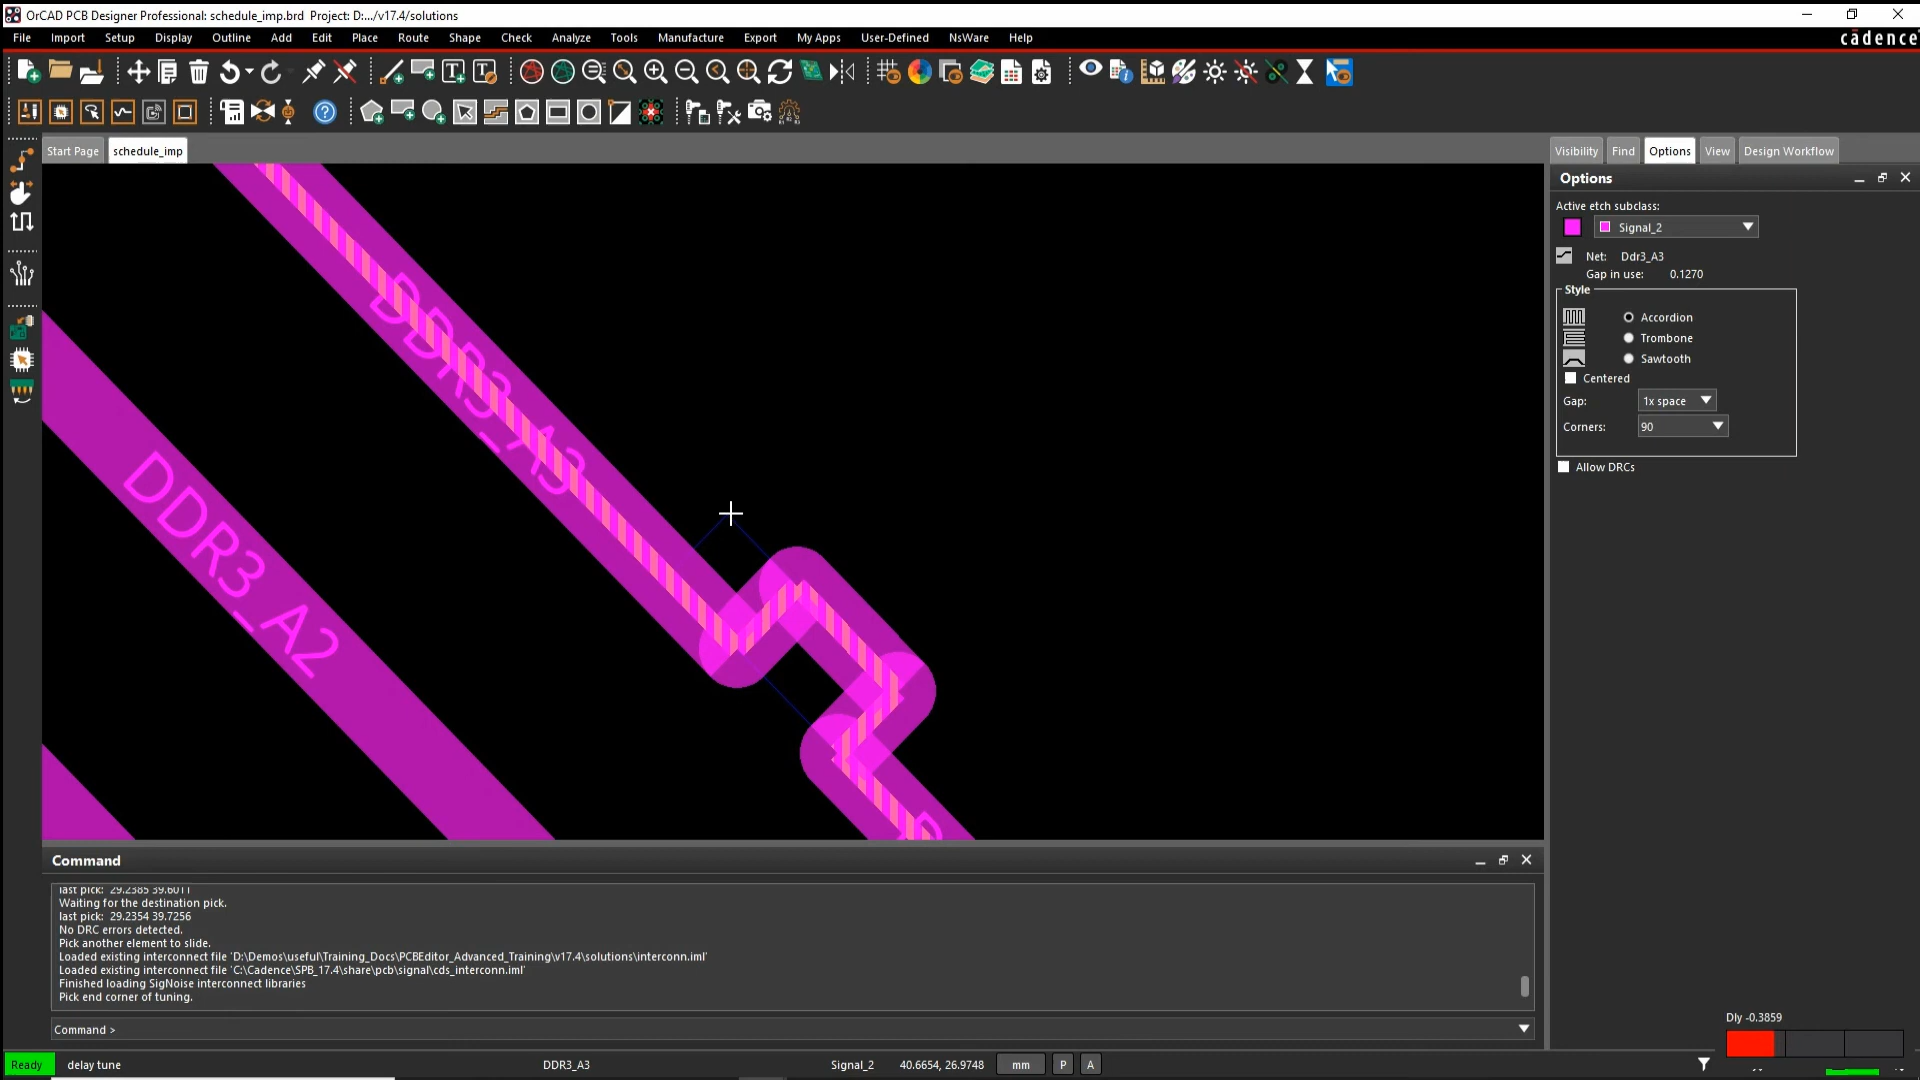 OrCAD PCB Designer Professional: schedule_imp.brd  Project: D:.../v17.4/solutions
File Import Setup Display Outline Add Edit Place Route Shape Check Analyze Tools Manufacture Export My Apps User-Defined NsWare Help
cādence
Start Page schedule_imp
Visibility Find Options View Design Workflow
Options
Active etch subclass:
Signal_2
Net: Ddr3_A3
Gap in use: 0.1270
Style
Accordion
Trombone
Sawtooth
Centered
Gap: 1x space
Corners: 90
Allow DRCs
DDR3_A3
DDR3_A2
D
Command
last pick:  29.2385 39.6011
Waiting for the destination pick.
last pick:  29.2354 39.7256
No DRC errors detected.
Pick another element to slide.
Loaded existing interconnect file 'D:\Demos\useful\Training_Docs\PCBEditor_Advanced_Training\v17.4\solutions\interconn.iml'
Loaded existing interconnect file 'C:\Cadence\SPB_17.4\share\pcb\signal\cds_interconn.iml'
Finished loading SigNoise interconnect libraries
Pick end corner of tuning.
Command >
Dly -0.3859
Ready delay tune DDR3_A3 Signal_2 40.6654, 26.9748 mm P A